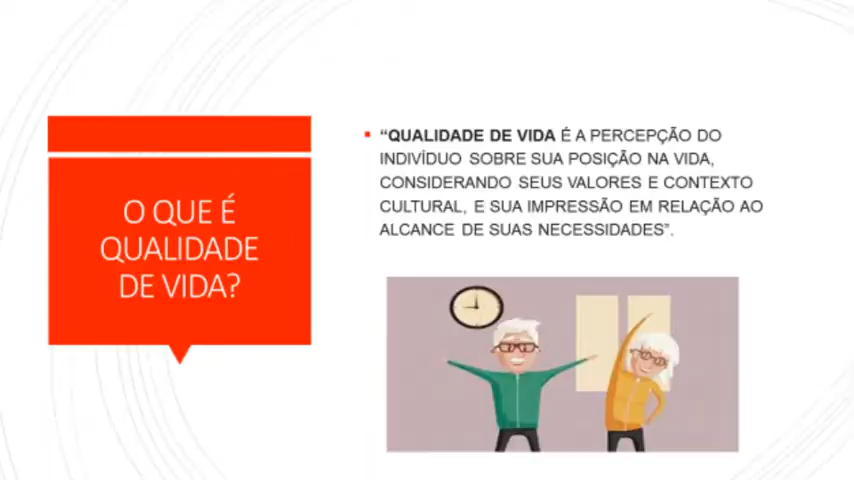 O QUE É
QUALIDADE
DE VIDA?
“QUALIDADE DE VIDA É A PERCEPÇÃO DO
INDIVÍDUO SOBRE SUA POSIÇÃO NA VIDA,
CONSIDERANDO SEUS VALORES E CONTEXTO
CULTURAL, E SUA IMPRESSÃO EM RELAÇÃO AO
ALCANCE DE SUAS NECESSIDADES”.